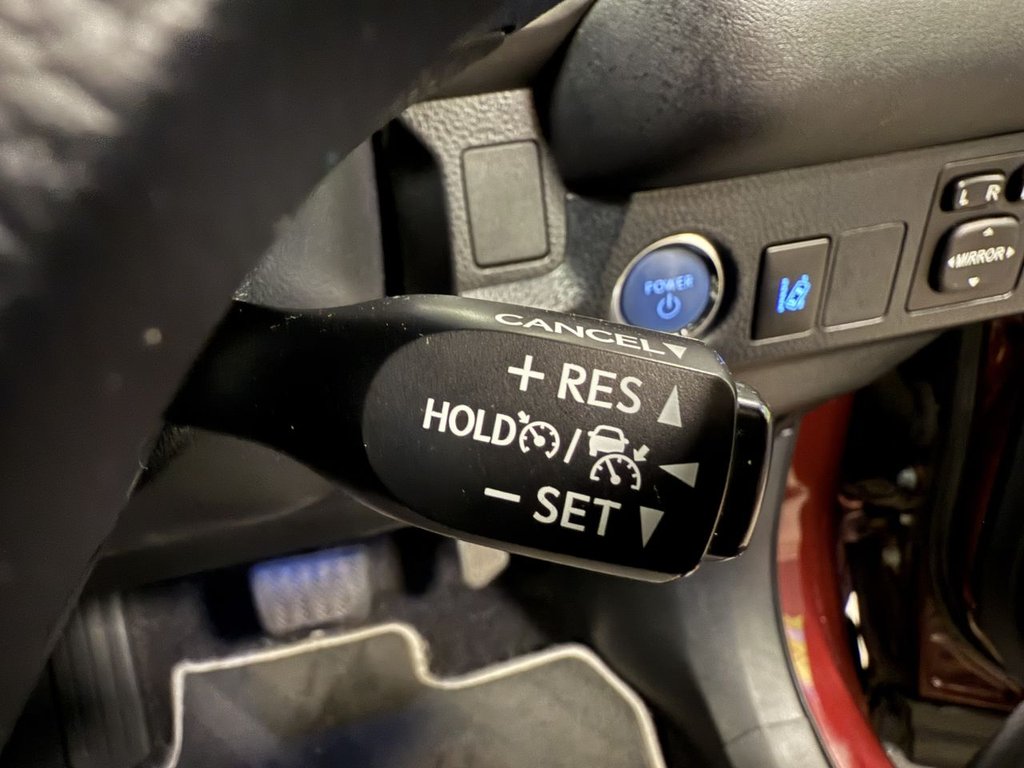 CANCEL
+ RES
HOLD /
- SET
POWER
L R
MIRROR